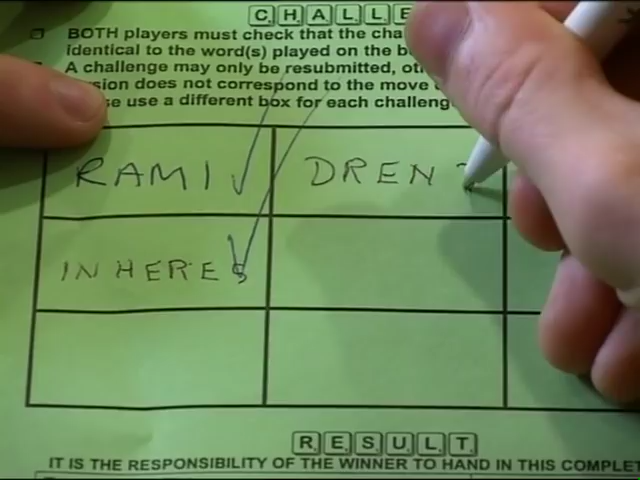 CHALLE
BOTH players must check that the cha
identical to the word(s) played on the b
A challenge may only be resubmitted, ot
sion does not correspond to the move
se use a different box for each challeng
RAMI DREN
INHERES
RESULT
IT IS THE RESPONSIBILITY OF THE WINNER TO HAND IN THIS COMPLET